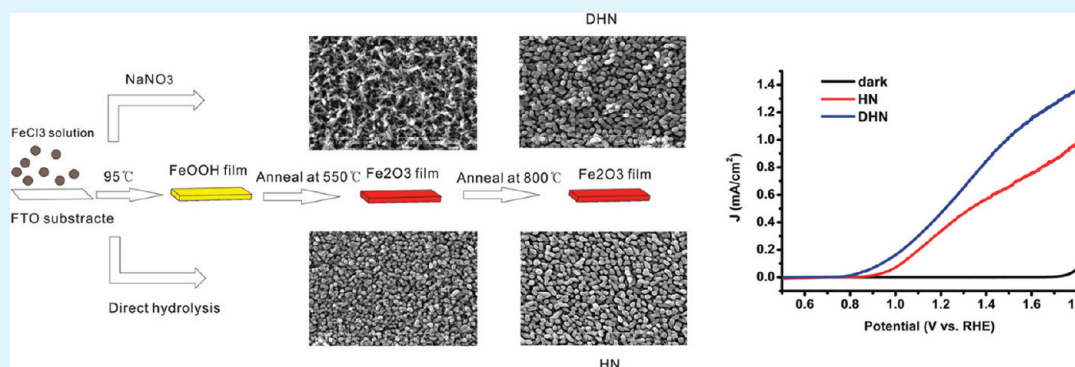 DHN
NaNO3
FeCl3 solution
95℃
FeOOH film
Anneal at 550℃
Fe2O3 film
Anneal at 800℃
Fe2O3 film
FTO substracte
Direct hydrolysis
HN
J (mA/cm²)
1.4
1.2
1.0
0.8
0.6
0.4
0.2
0.0
dark
HN
DHN
0.6
0.8
1.0
1.2
1.4
1.6
1.8
Potential (V vs. RHE)